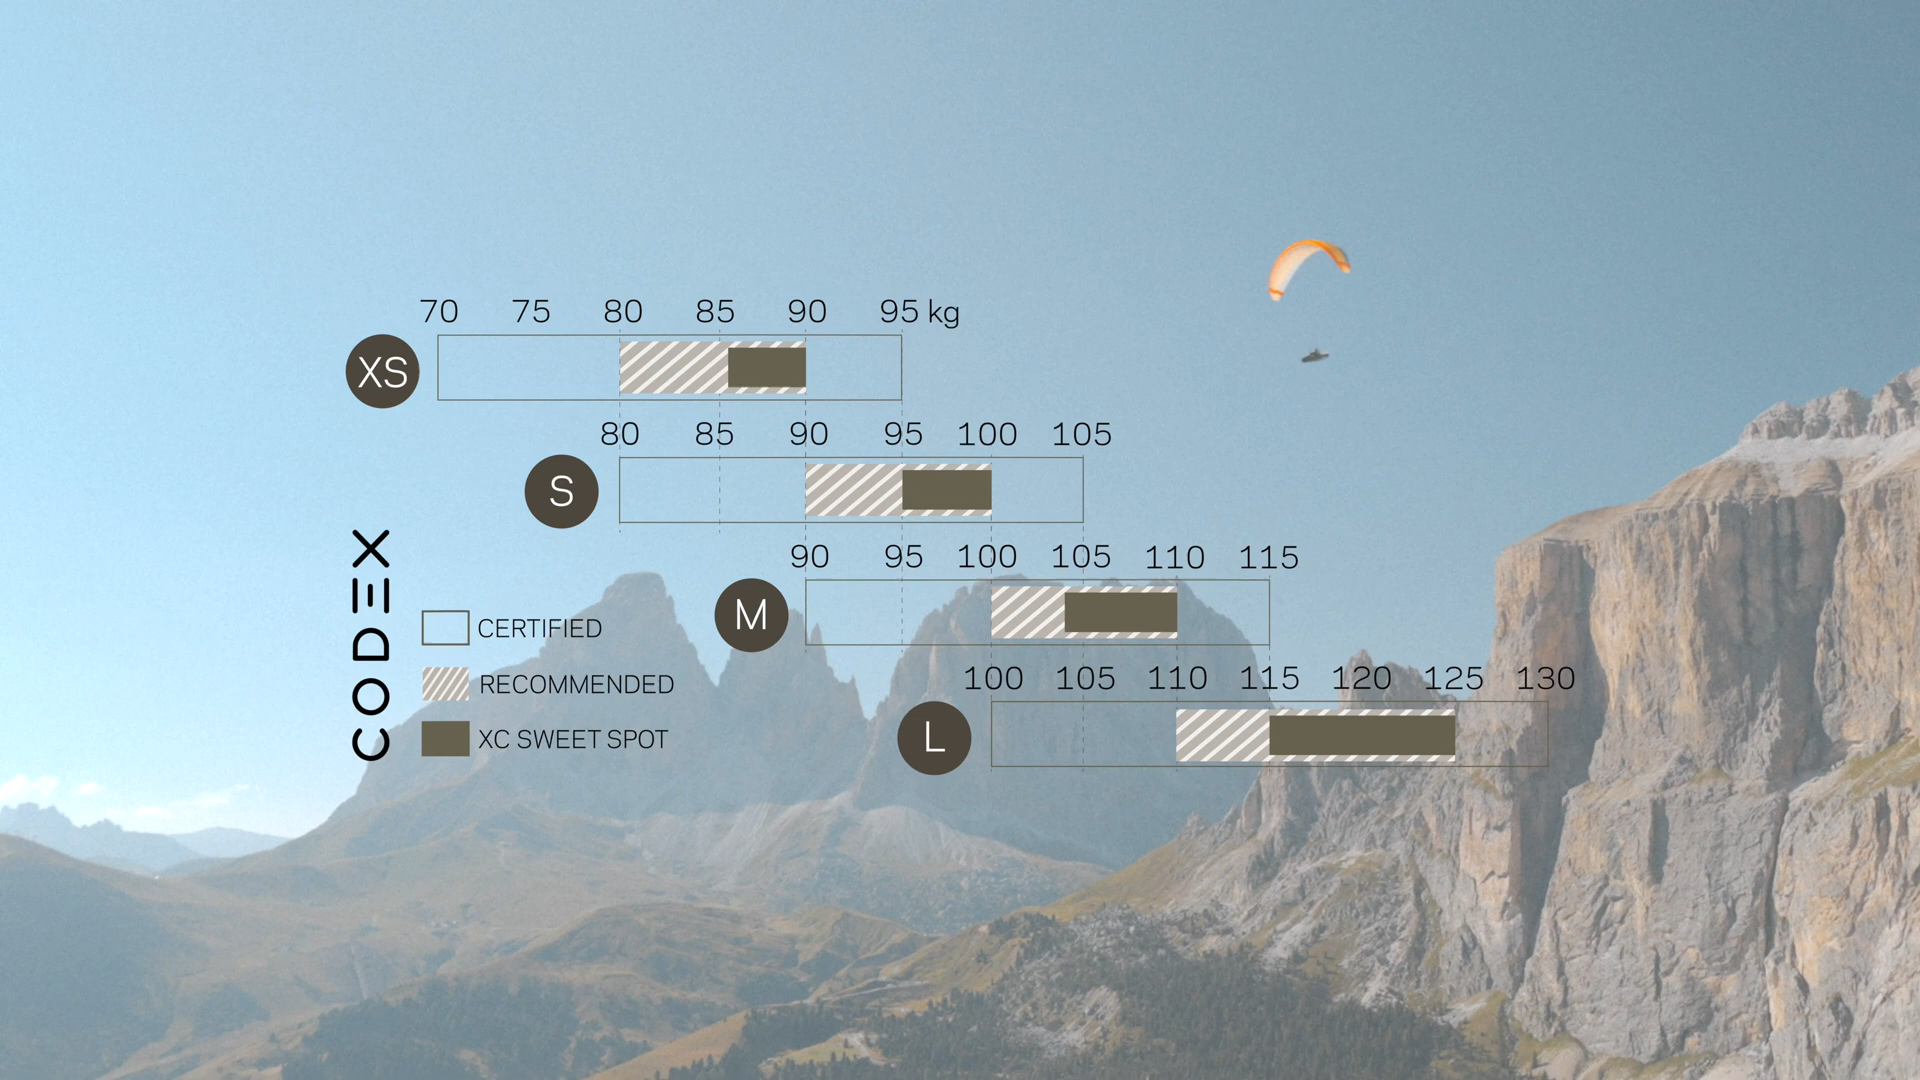 70 75 80 85 90 95 kg
XS
80 85 90 95 100 105
S
90 95 100 105 110 115
M
100 105 110 115 120 125 130
L
CODEX
CERTIFIED
RECOMMENDED
XC SWEET SPOT